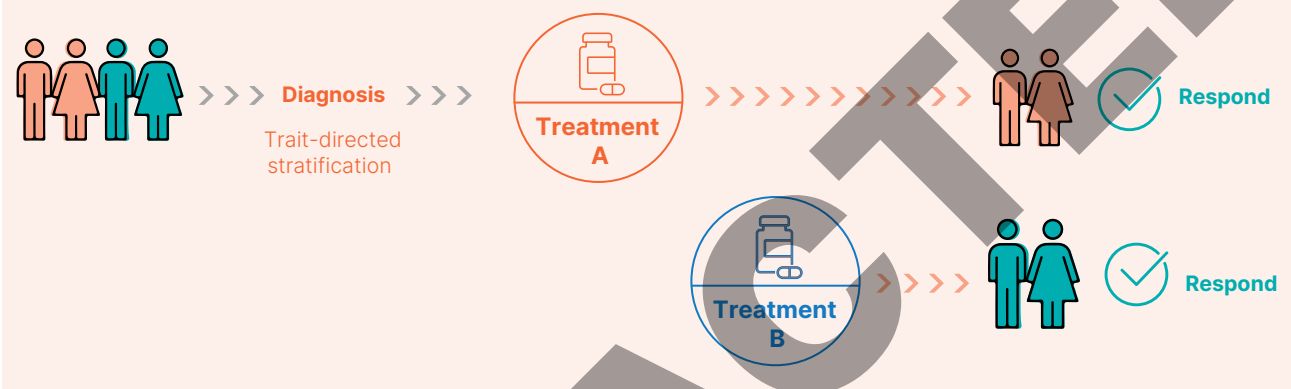 Diagnosis
Trait-directed
stratification
Treatment
A
Respond
Treatment
B
Respond